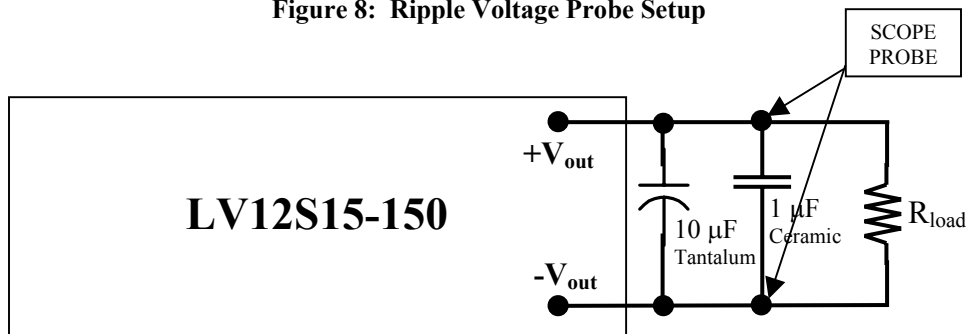 Figure 8: Ripple Voltage Probe Setup
SCOPE
PROBE
+Vout
LV12S15-150
10 μF
Tantalum
1 μF
Ceramic
Rload
-Vout